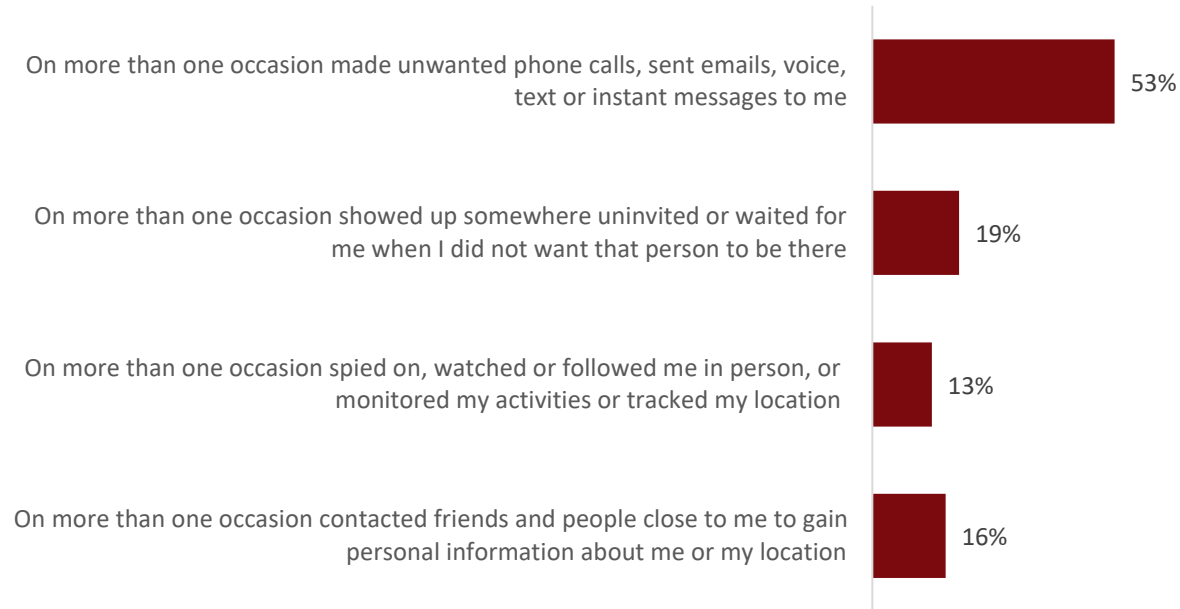 On more than one occasion made unwanted phone calls, sent emails, voice,
text or instant messages to me
53%
On more than one occasion showed up somewhere uninvited or waited for
me when I did not want that person to be there
19%
On more than one occasion spied on, watched or followed me in person, or
monitored my activities or tracked my location
13%
On more than one occasion contacted friends and people close to me to gain
personal information about me or my location
16%